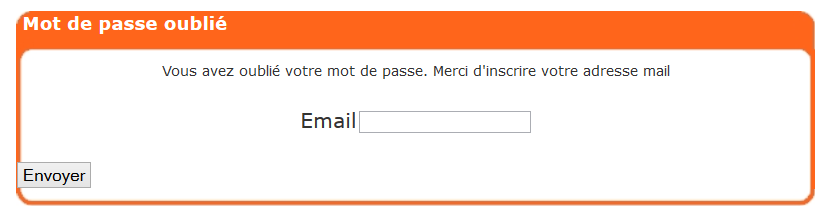 Mot de passe oublié
Vous avez oublié votre mot de passe. Merci d'inscrire votre adresse mail
Email
Envoyer